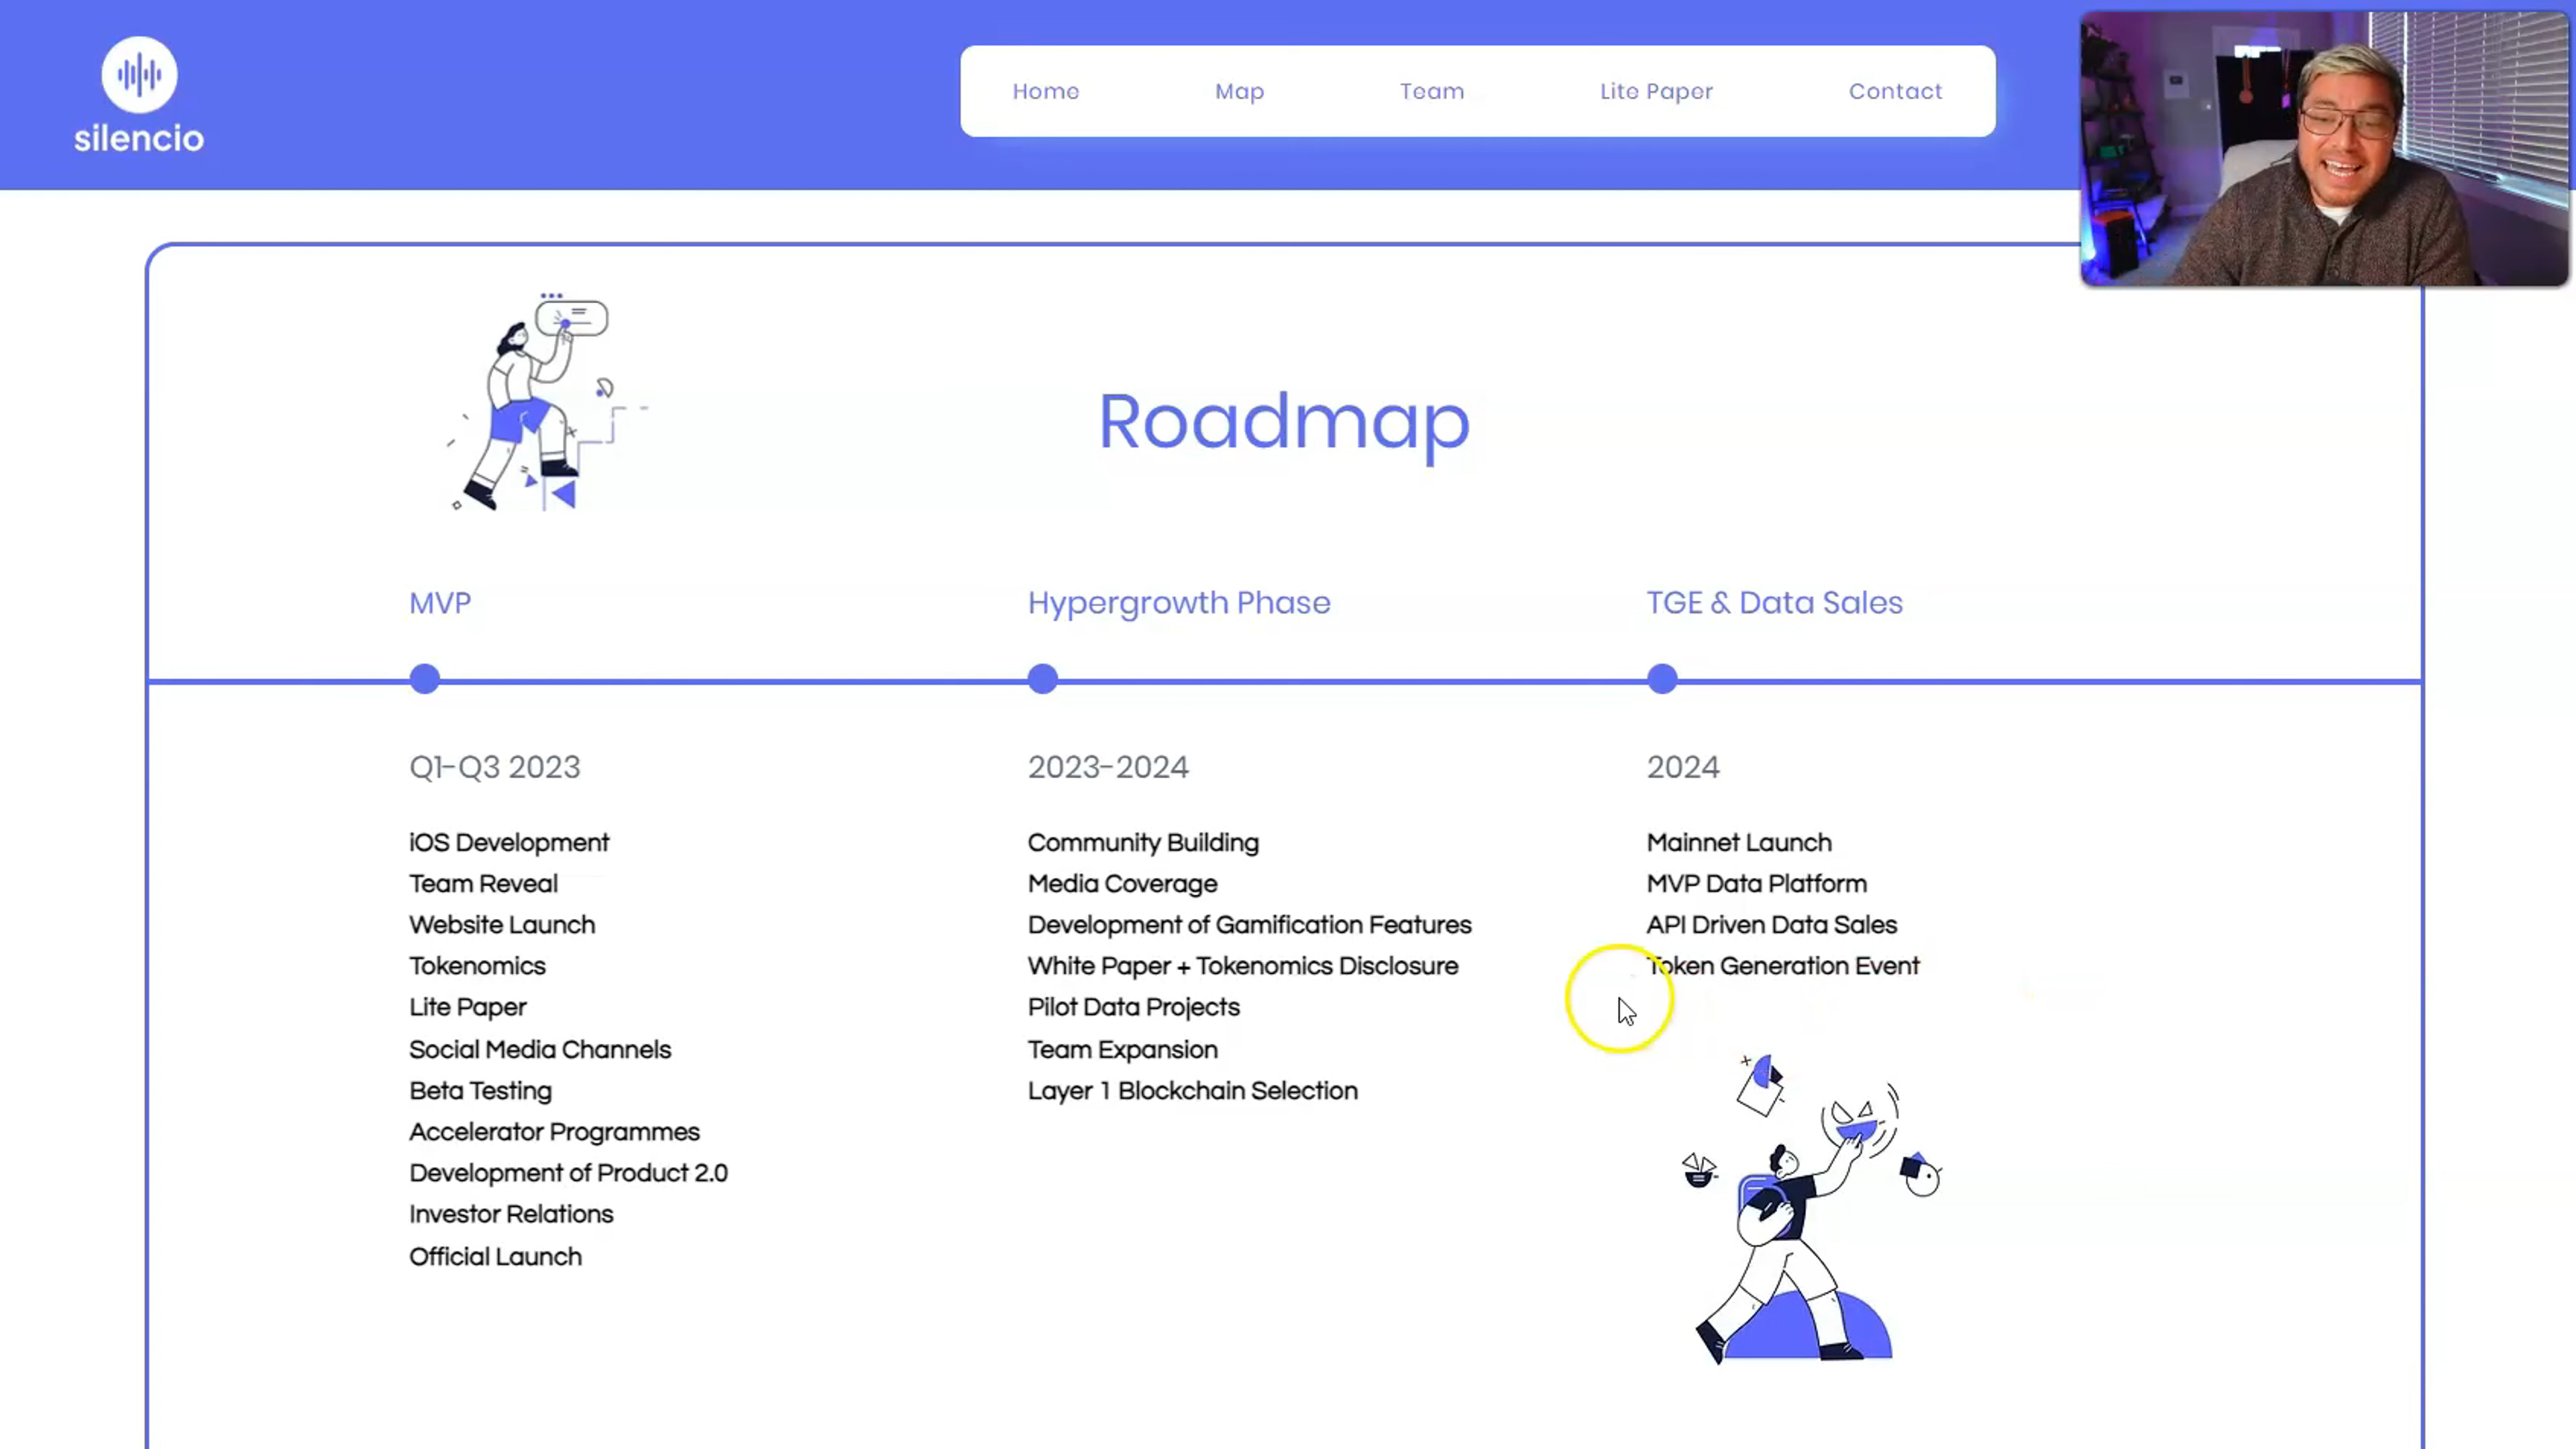 silencio
Home
Map
Team
Lite Paper
Contact
Roadmap
MVP
Q1-Q3 2023
iOS Development
Team Reveal
Website Launch
Tokenomics
Lite Paper
Social Media Channels
Beta Testing
Accelerator Programmes
Development of Product 2.0
Investor Relations
Official Launch
Hypergrowth Phase
2023-2024
Community Building
Media Coverage
Development of Gamification Features
White Paper + Tokenomics Disclosure
Pilot Data Projects
Team Expansion
Layer 1 Blockchain Selection
TGE & Data Sales
2024
Mainnet Launch
MVP Data Platform
API Driven Data Sales
Token Generation Event